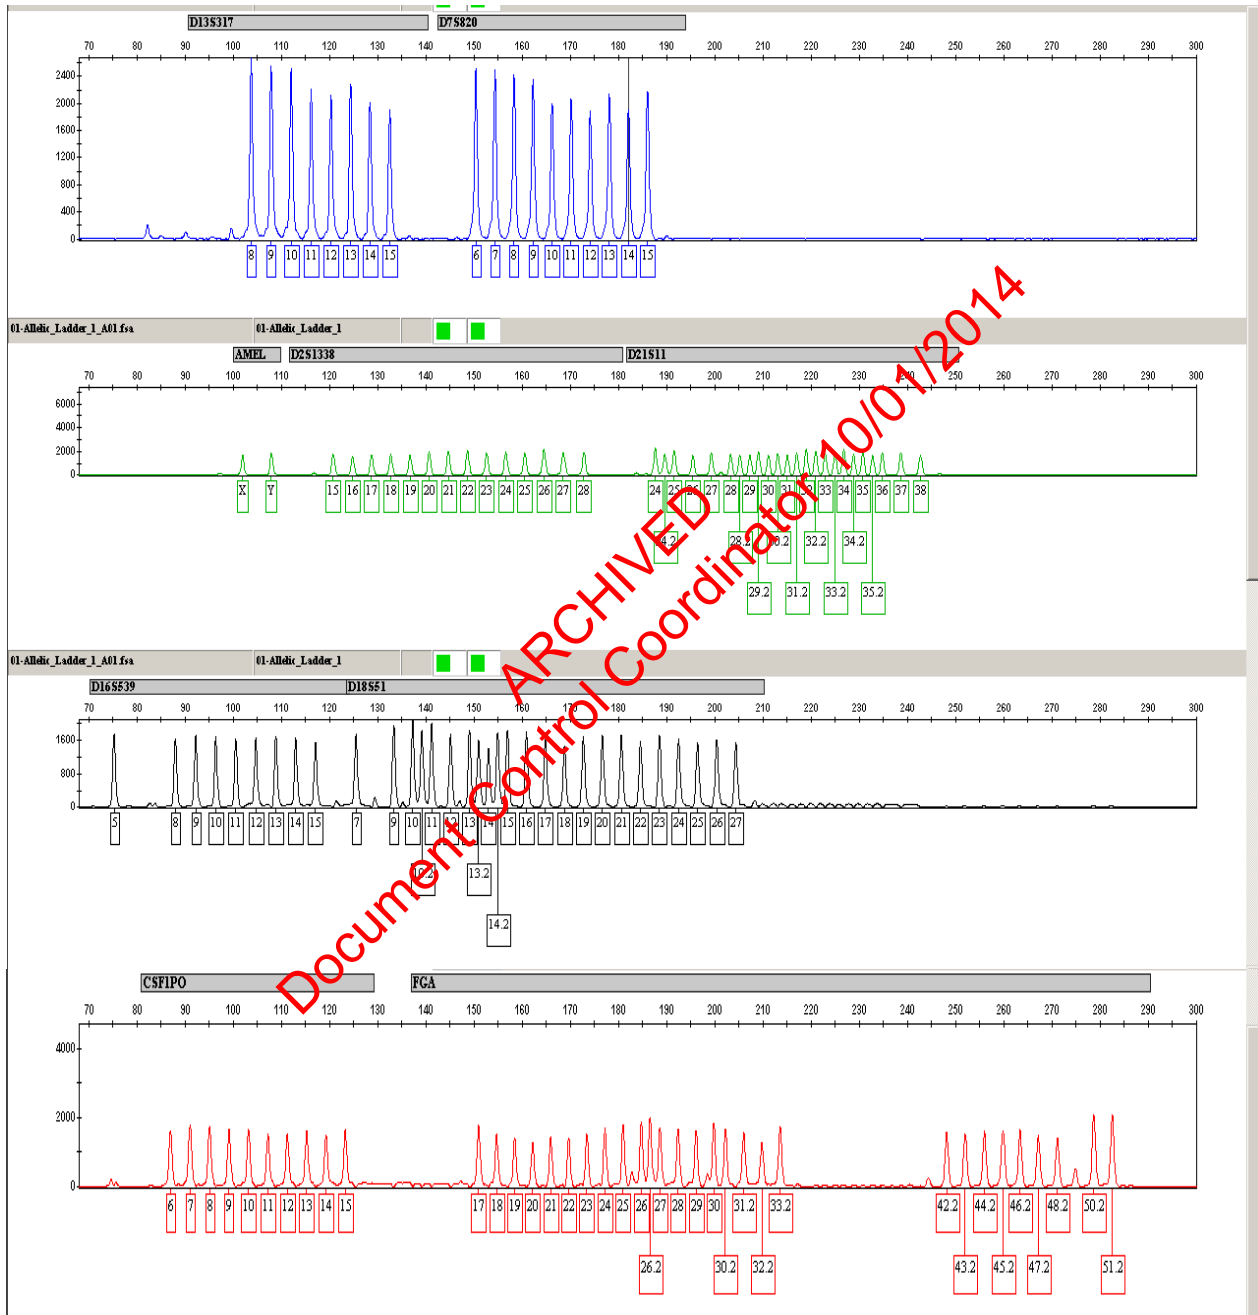 D13S317 D7S820
70 80 90 100 110 120 130 140 150 160 170 180 190 200 210 220 230 240 250 260 270 280 290 300
2400
2000
1600
1200
800
400
0
8 9 10 11 12 13 14 15 6 7 8 9 10 11 12 13 14 15
01-Allelic_Ladder_1_A01.fsa 01-Allelic_Ladder_1
AMEL D2S1338 D21S11
70 80 90 100 110 120 130 140 150 160 170 180 190 200 210 220 230 240 250 260 270 280 290 300
6000
4000
2000
0
X Y 15 16 17 18 19 20 21 22 23 24 25 26 27 28 24 25 26 27 28 29 30 31 32 33 34 35 36 37 38
28.2 32.2 34.2
29.2 31.2 33.2 35.2
01-Allelic_Ladder_1_A01.fsa 01-Allelic_Ladder_1
D16S539 D18S51
70 80 90 100 110 120 130 140 150 160 170 180 190 200 210 220 230 240 250 260 270 280 290 300
1600
800
0
5 8 9 10 11 12 13 14 15 7 9 10 11 12 13 14 15 16 17 18 19 20 21 22 23 24 25 26 27
10.2 13.2
14.2
CSF1PO FGA
70 80 90 100 110 120 130 140 150 160 170 180 190 200 210 220 230 240 250 260 270 280 290 300
4000
2000
0
6 7 8 9 10 11 12 13 14 15 17 18 19 20 21 22 23 24 25 26 27 28 29 30 31.2 33.2 42.2 44.2 46.2 48.2 50.2
26.2 30.2 32.2 43.2 45.2 47.2 51.2
ARCHIVED
Document Control Coordinator 10/01/2014